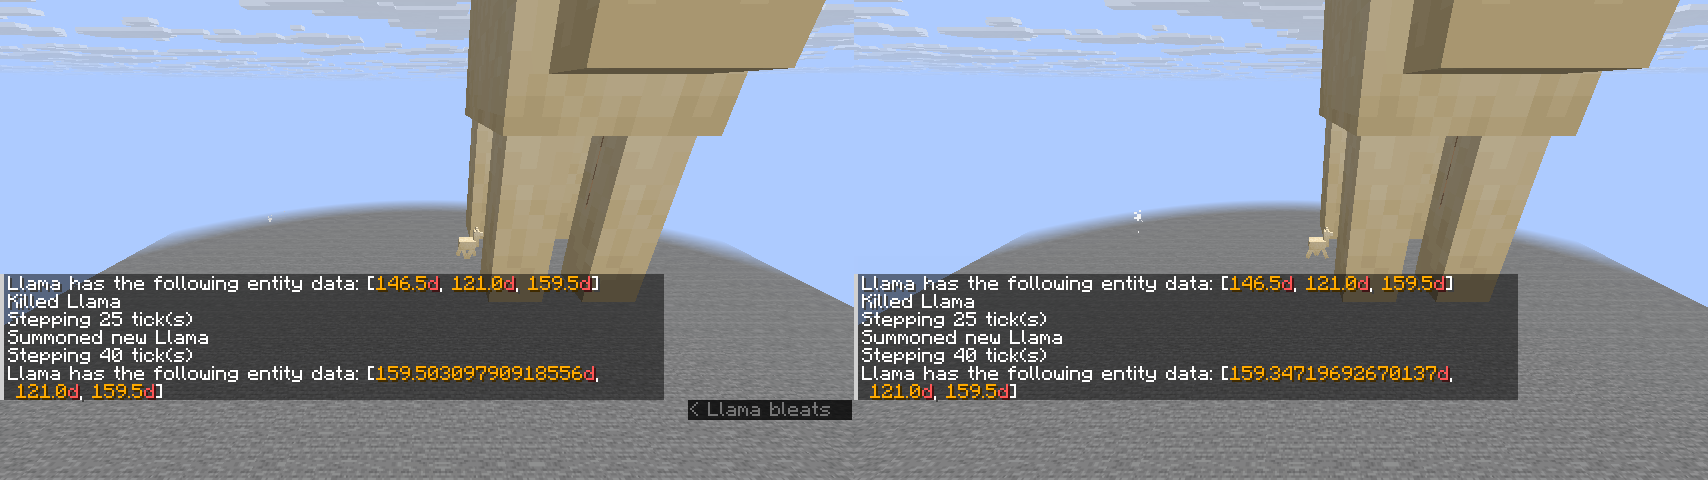 Llama has the following entity data: [146.5d, 121.0d, 159.5d]
Killed Llama
Stepping 25 tick(s)
Summoned new Llama
Stepping 40 tick(s)
Llama has the following entity data: [159.50309790918556d,
121.0d, 159.5d]
< Llama bleats
Llama has the following entity data: [146.5d, 121.0d, 159.5d]
Killed Llama
Stepping 25 tick(s)
Summoned new Llama
Stepping 40 tick(s)
Llama has the following entity data: [159.34719692670137d,
121.0d, 159.5d]